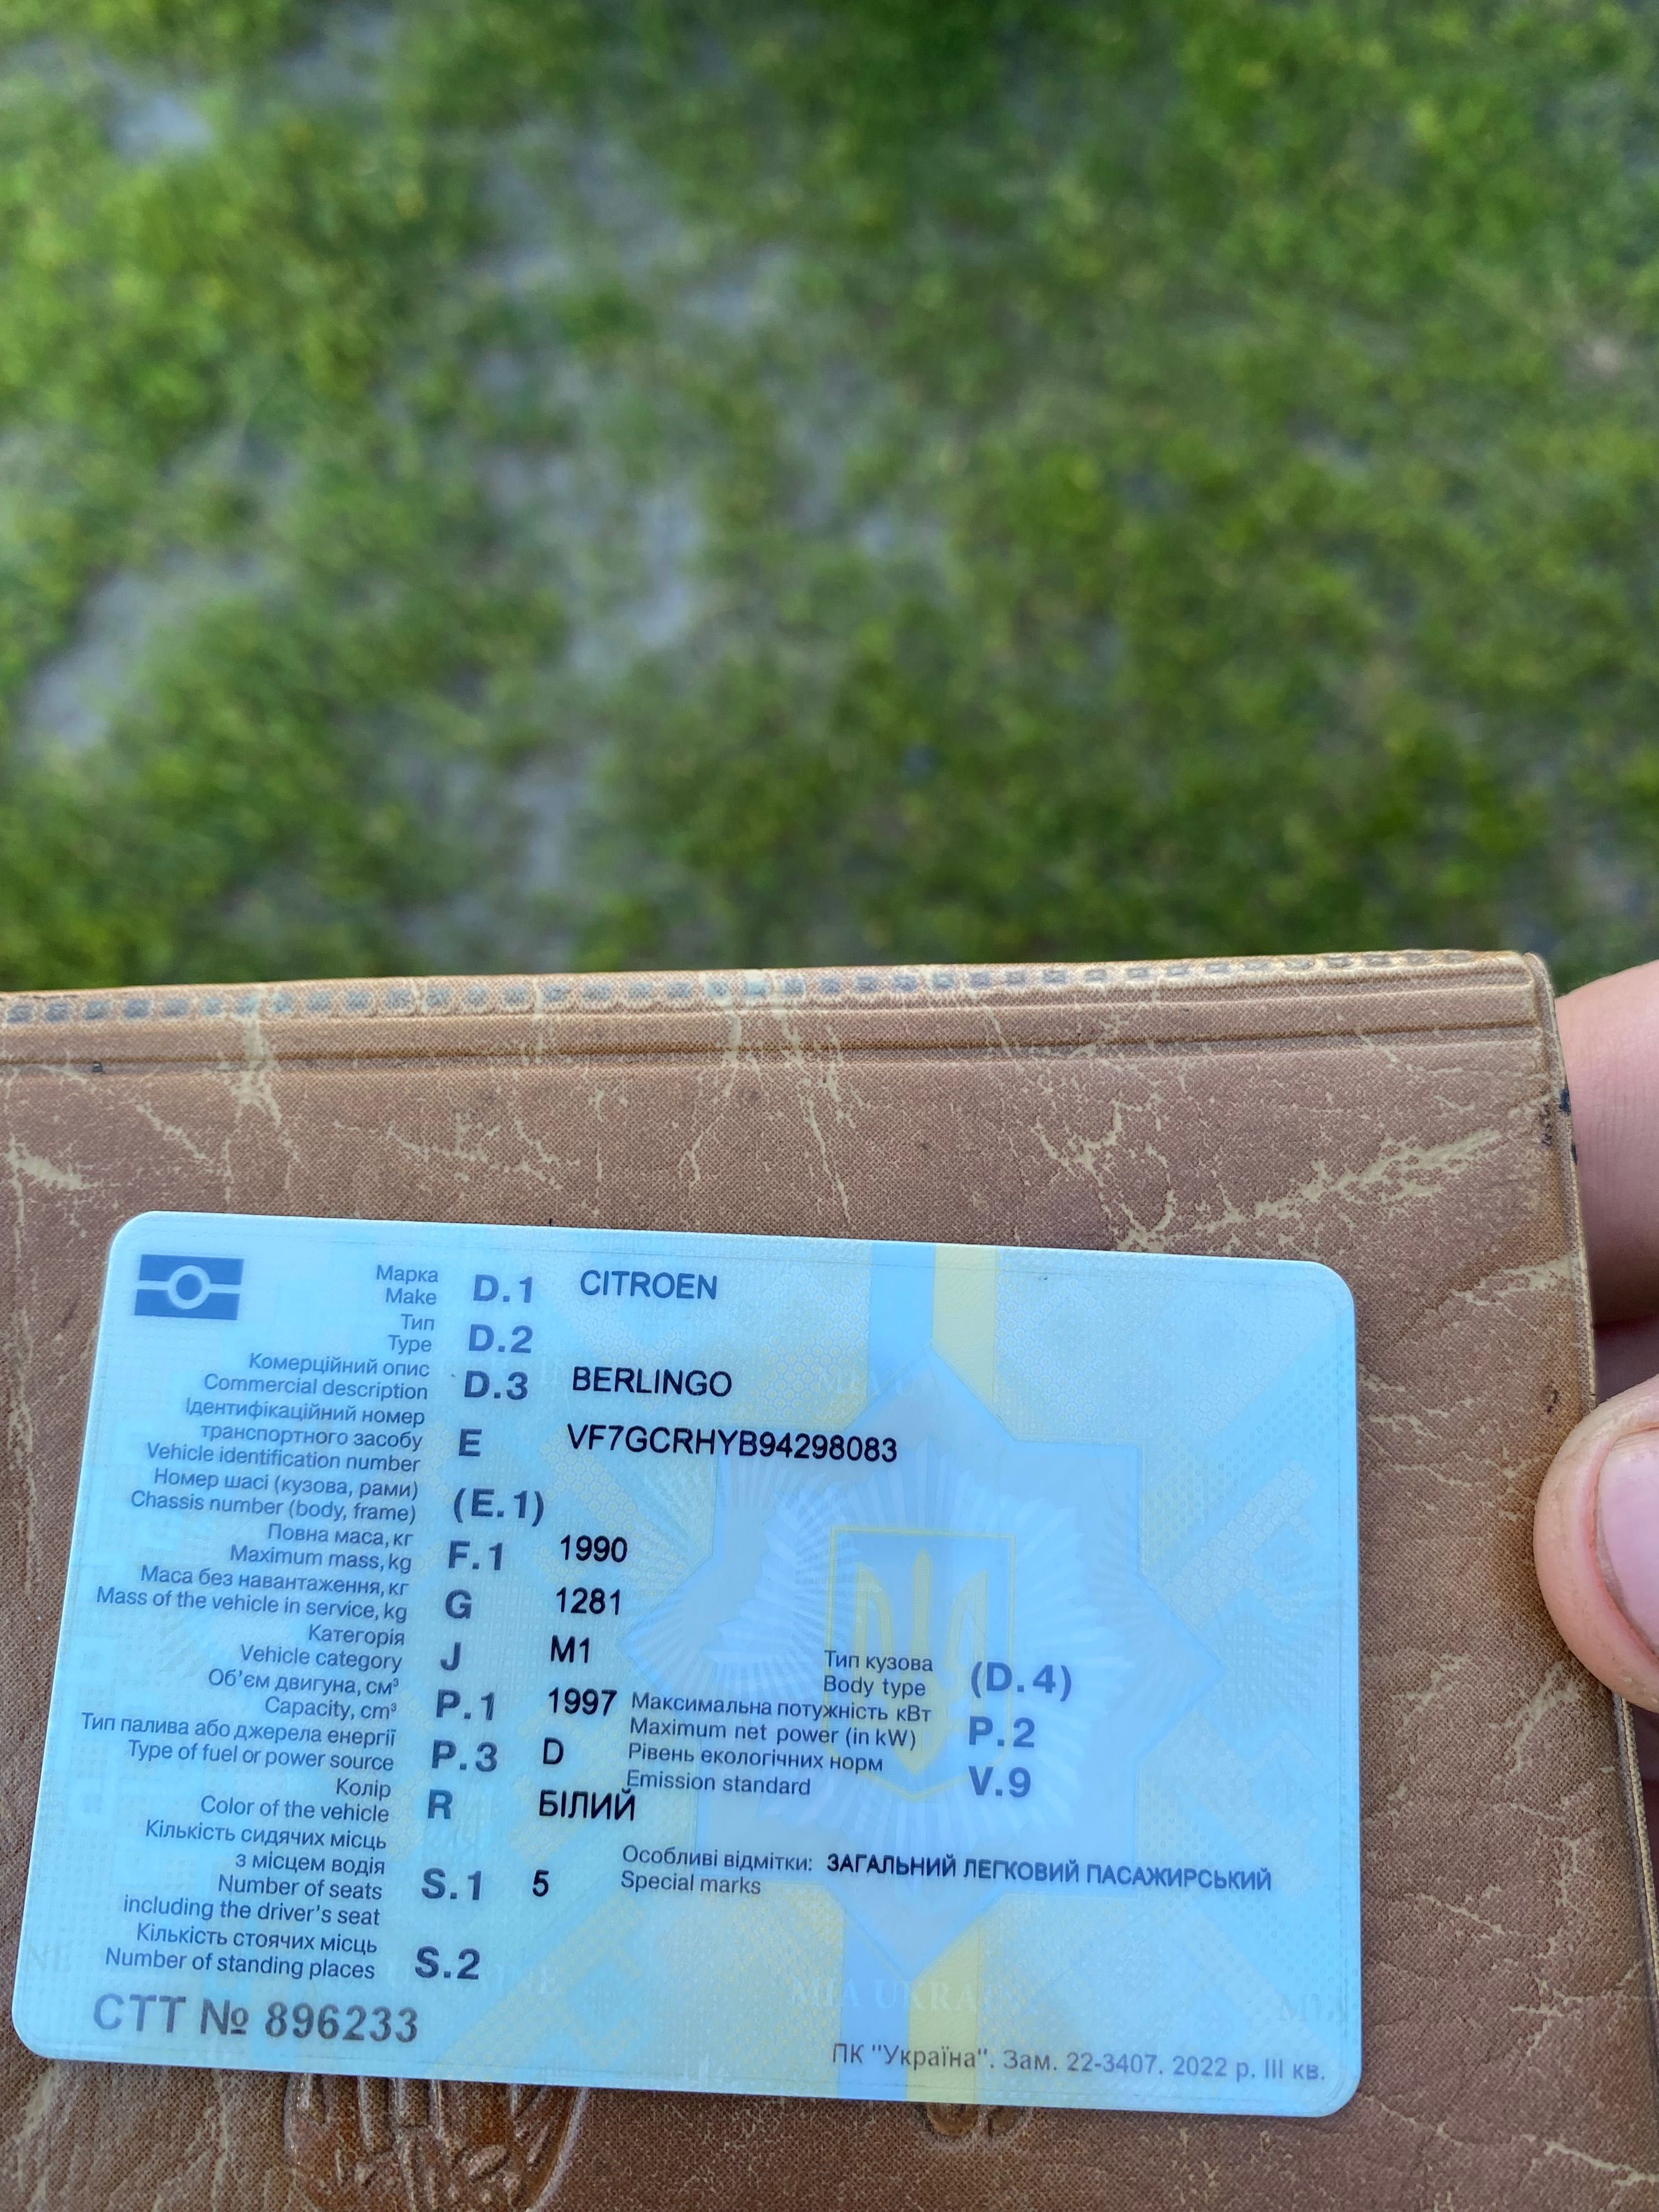 Марка
Make D.1 CITROEN
Тип
Type D.2
Комерційний опис
Commercial description D.3 BERLINGO
Ідентифікаційний номер
транспортного засобу
Vehicle identification number E VF7GCRHYB94298083
Номер шасі (кузова, рами)
Chassis number (body, frame) (E.1)
Повна маса, кг
Maximum mass, kg F.1 1990
Маса без навантаження, кг
Mass of the vehicle in service, kg G 1281
Категорія
Vehicle category J M1
Тип кузова
Body type (D.4)
Об'єм двигуна, см³
Capacity, cm³ P.1 1997
Максимальна потужність кВт
Maximum net power (in kW) P.2
Тип палива або джерела енергії
Type of fuel or power source P.3 D
Рівень екологічних норм
Emission standard V.9
Колір
Color of the vehicle R БІЛИЙ
Кількість сидячих місць
з місцем водія
Number of seats
including the driver's seat S.1 5
Особливі відмітки: ЗАГАЛЬНИЙ ЛЕГКОВИЙ ПАСАЖИРСЬКИЙ
Special marks
Кількість стоячих місць
Number of standing places S.2
СТТ № 896233
MIA UKRA
ПК "Україна". Зам. 22-3407. 2022 р. III кв.